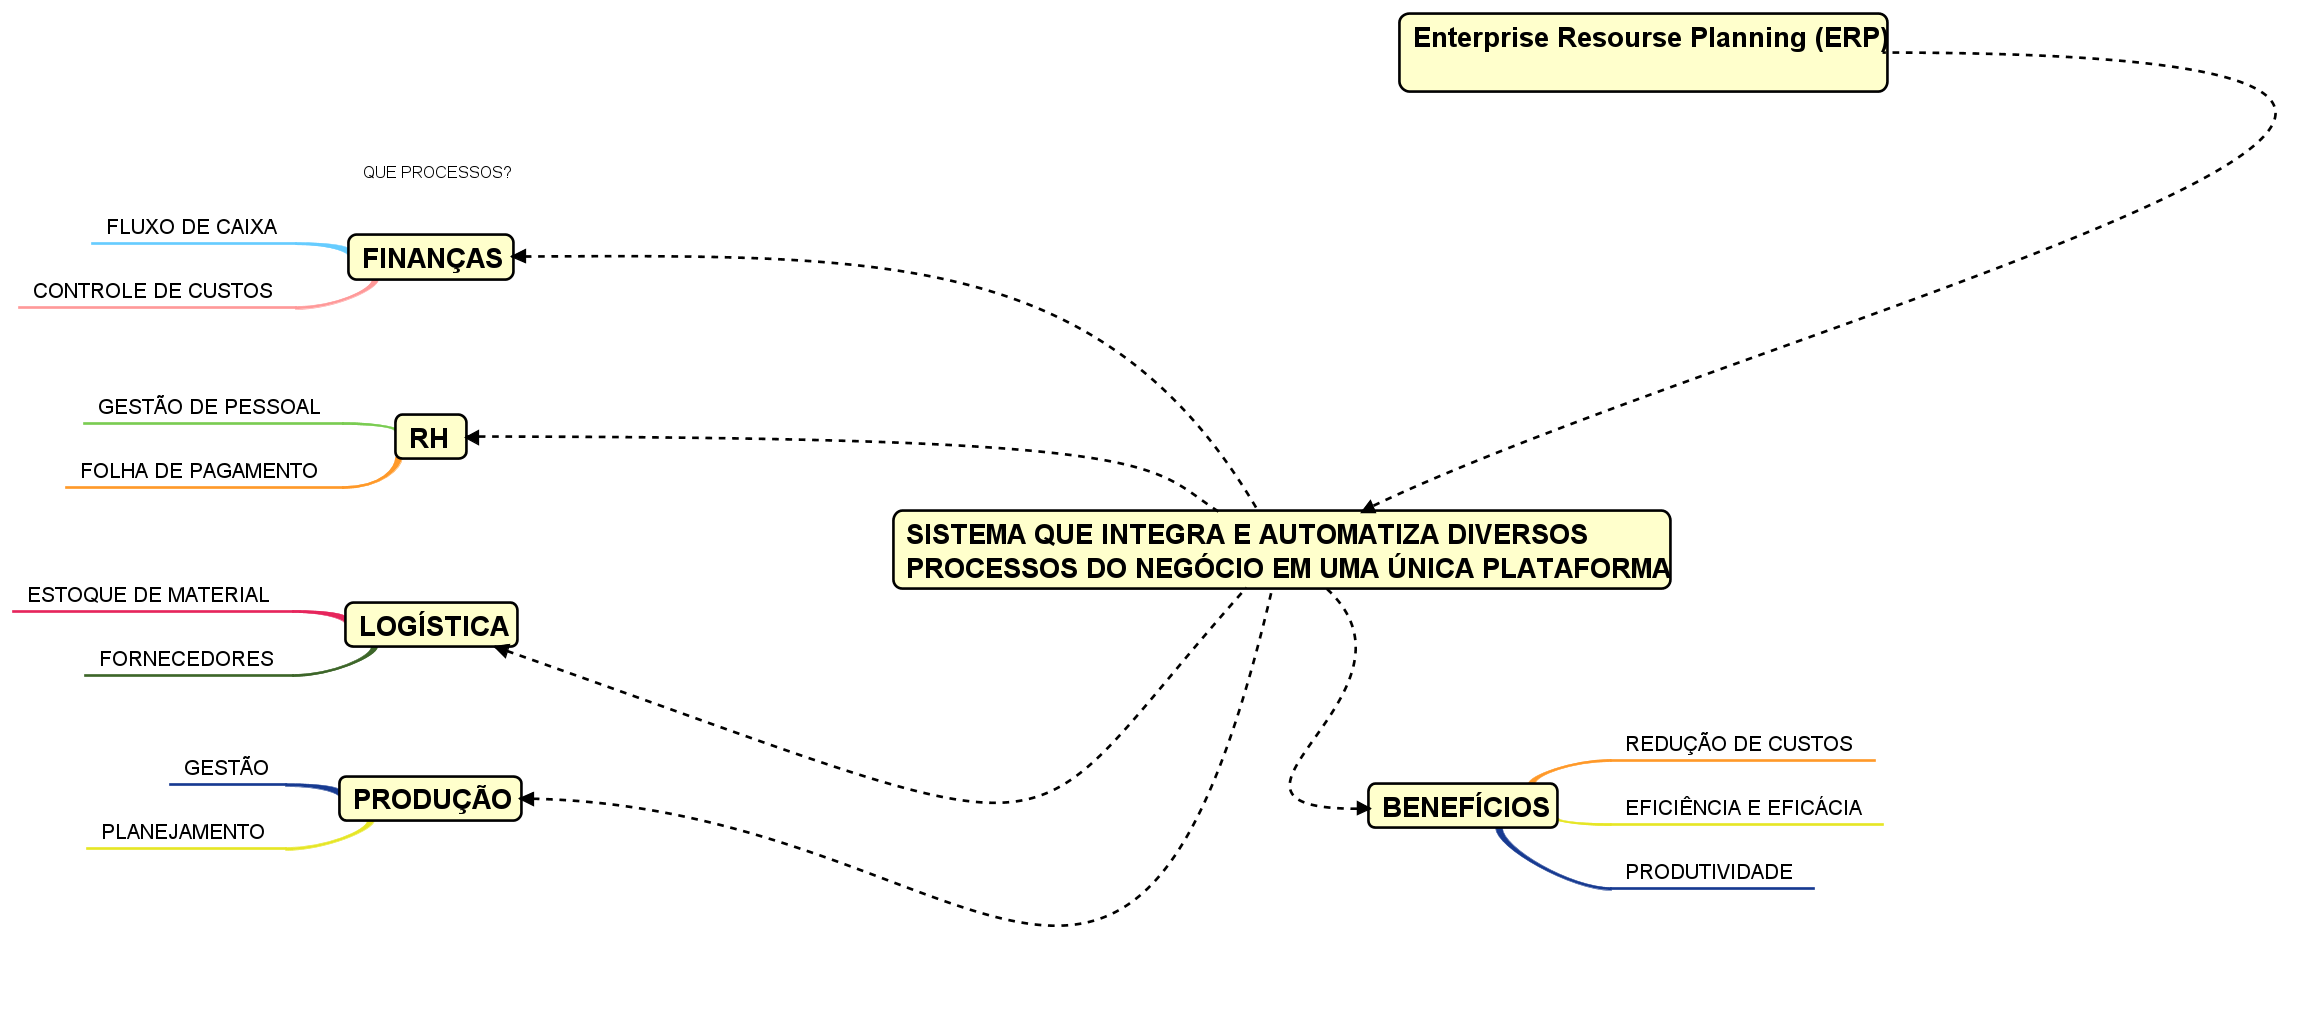 Enterprise Resourse Planning (ERP)
QUE PROCESSOS?
FLUXO DE CAIXA
FINANÇAS
CONTROLE DE CUSTOS
GESTÃO DE PESSOAL
RH
FOLHA DE PAGAMENTO
SISTEMA QUE INTEGRA E AUTOMATIZA DIVERSOS
PROCESSOS DO NEGÓCIO EM UMA ÚNICA PLATAFORMA
ESTOQUE DE MATERIAL
LOGÍSTICA
FORNECEDORES
GESTÃO
PRODUÇÃO
PLANEJAMENTO
REDUÇÃO DE CUSTOS
BENEFÍCIOS
EFICIÊNCIA E EFICÁCIA
PRODUTIVIDADE